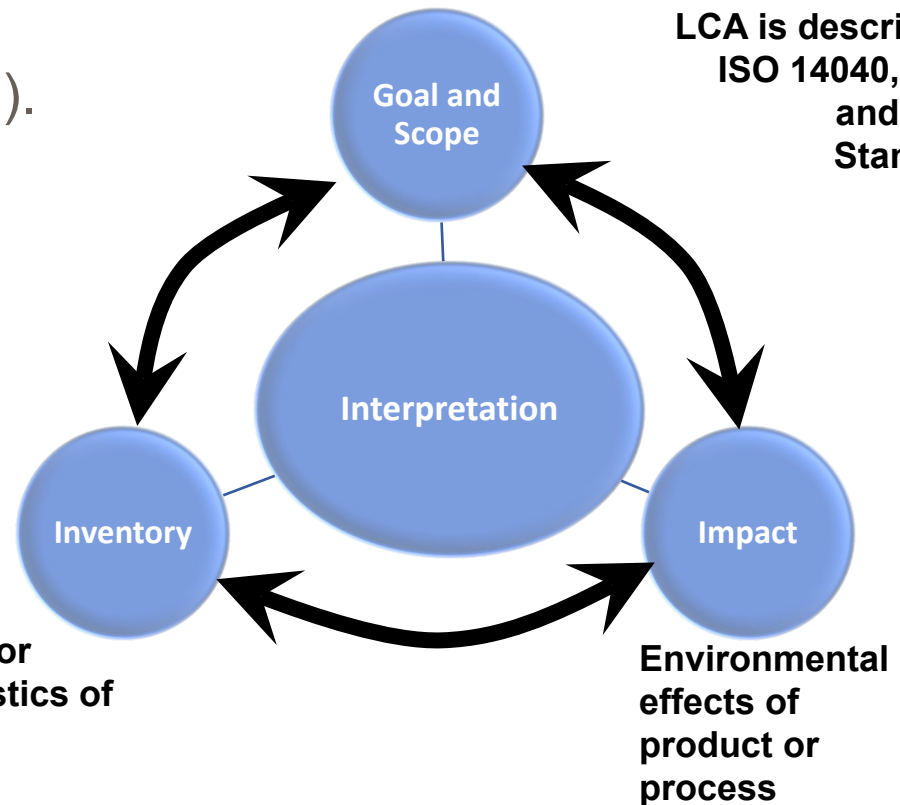 LCA is descri
ISO 14040,
and
Star
).
Goal and
Scope
Interpretation
Inventory
Impact
or
stics of
Environmental
effects of
product or
process